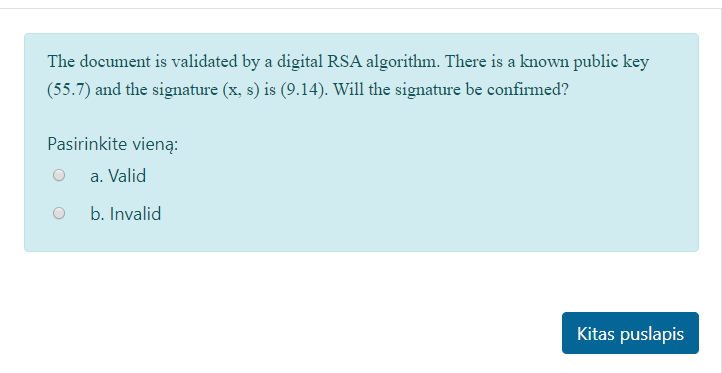 The document is validated by a digital RSA algorithm. There is a known public key
(55.7) and the signature (x, s) is (9.14). Will the signature be confirmed?
Pasirinkite vieną:
a. Valid
b. Invalid
Kitas puslapis